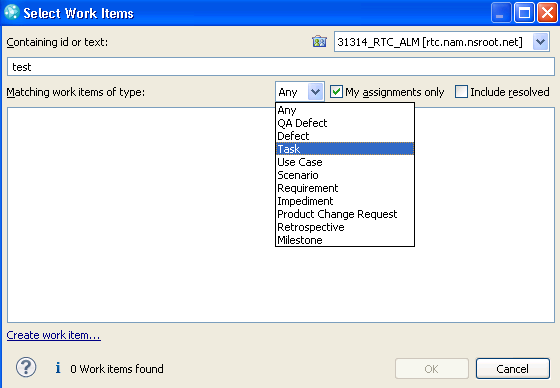 Select Work Items
Containing id or text:
31314_RTC_ALM [rtc.nam.nsroot.net]
test
Matching work items of type:
Any
My assignments only
Include resolved
Any
QA Defect
Defect
Task
Use Case
Scenario
Requirement
Impediment
Product Change Request
Retrospective
Milestone
Create work item...
? i 0 Work items found
OK
Cancel